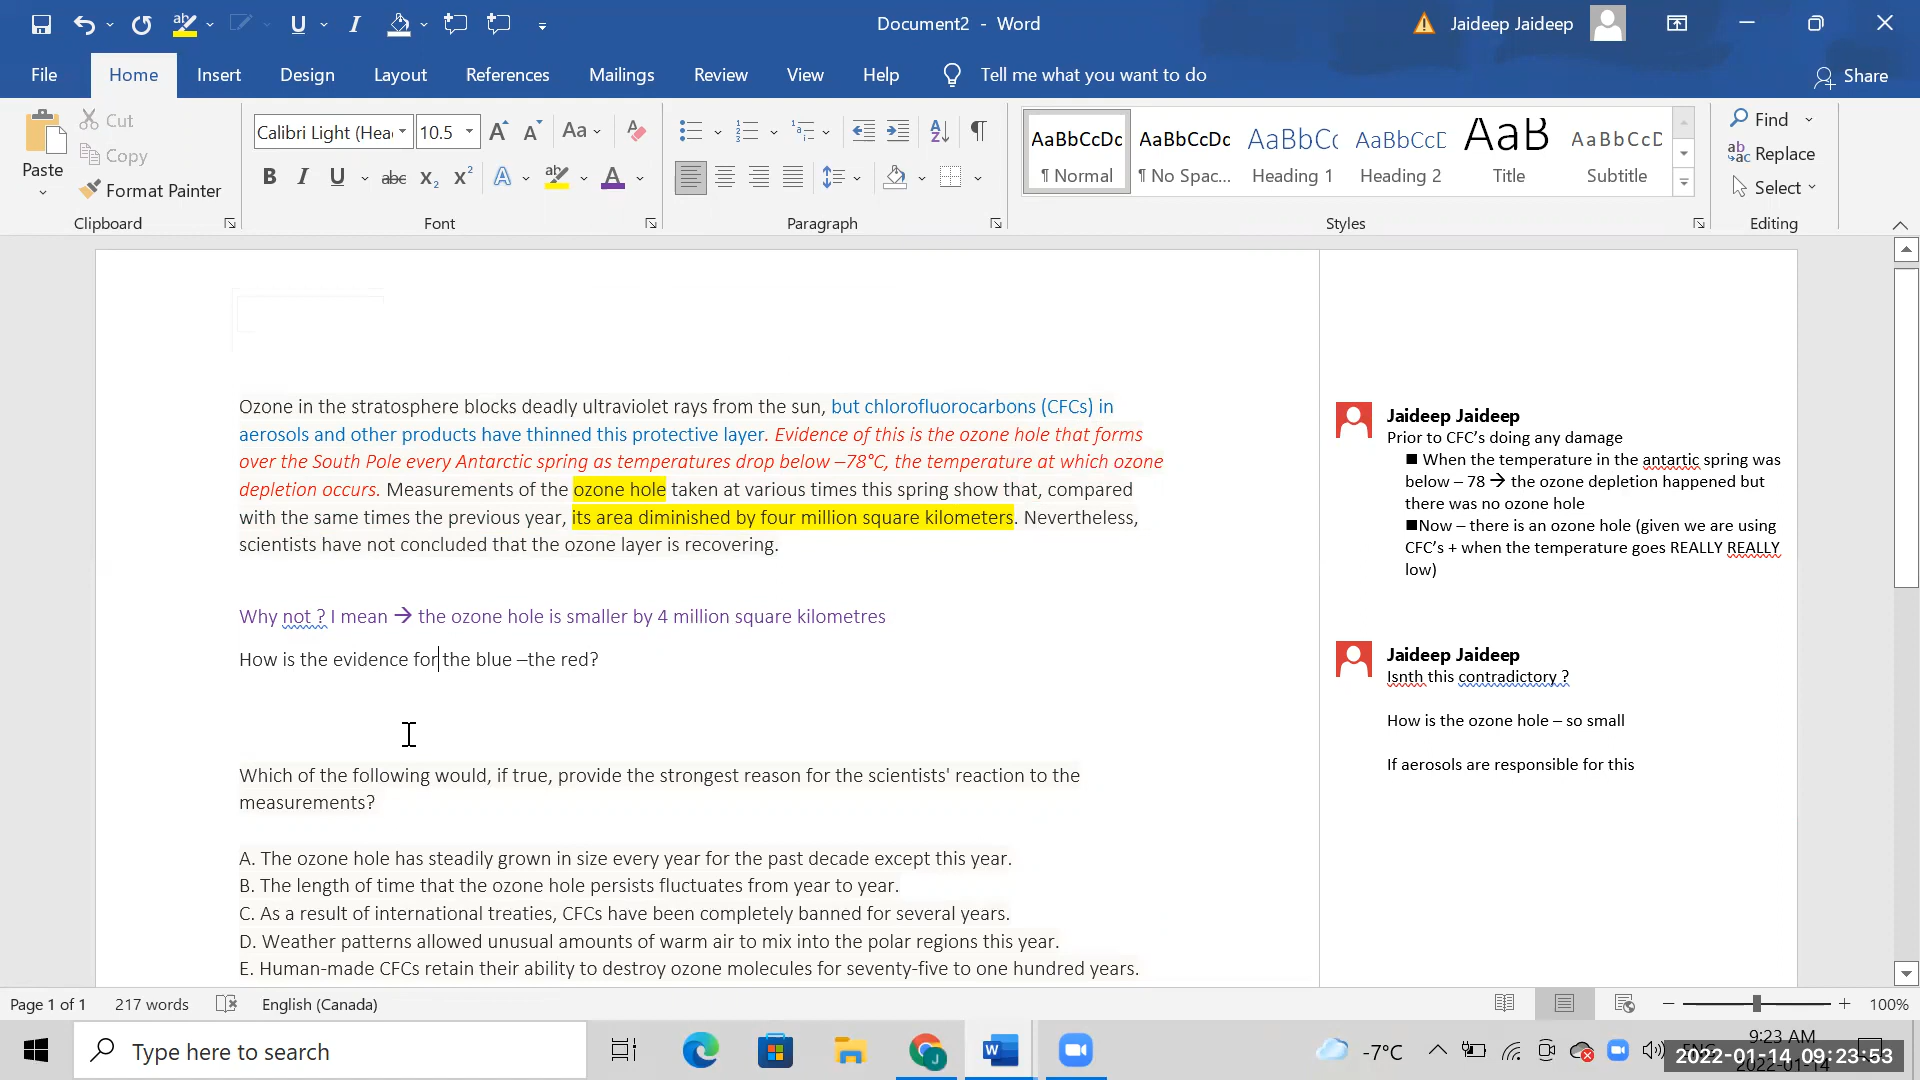 Document2 - Word
Jaideep Jaideep
File Home Insert Design Layout References Mailings Review View Help Tell me what you want to do
Share
Paste
Cut
Copy
Format Painter
Clipboard
Calibri Light (Hea
10.5
Font
Paragraph
AaBbCcDc
¶ Normal
AaBbCcDc
¶ No Spac...
AaBbCc
Heading 1
AaBbCcD
Heading 2
AaB
Title
AaBbCcD
Subtitle
Styles
Find
Replace
Select
Editing
Ozone in the stratosphere blocks deadly ultraviolet rays from the sun, but chlorofluorocarbons (CFCs) in
aerosols and other products have thinned this protective layer. Evidence of this is the ozone hole that forms
over the South Pole every Antarctic spring as temperatures drop below –78°C, the temperature at which ozone
depletion occurs. Measurements of the ozone hole taken at various times this spring show that, compared
with the same times the previous year, its area diminished by four million square kilometers. Nevertheless,
scientists have not concluded that the ozone layer is recovering.
Why not ? I mean → the ozone hole is smaller by 4 million square kilometres
How is the evidence for the blue –the red?
Which of the following would, if true, provide the strongest reason for the scientists' reaction to the
measurements?
A. The ozone hole has steadily grown in size every year for the past decade except this year.
B. The length of time that the ozone hole persists fluctuates from year to year.
C. As a result of international treaties, CFCs have been completely banned for several years.
D. Weather patterns allowed unusual amounts of warm air to mix into the polar regions this year.
E. Human-made CFCs retain their ability to destroy ozone molecules for seventy-five to one hundred years.
Jaideep Jaideep
Prior to CFC's doing any damage
■ When the temperature in the antartic spring was
below – 78 → the ozone depletion happened but
there was no ozone hole
■Now – there is an ozone hole (given we are using
CFC's + when the temperature goes REALLY REALLY
low)
Jaideep Jaideep
Isnth this contradictory ?
How is the ozone hole – so small
If aerosols are responsible for this
Page 1 of 1
217 words
English (Canada)
100%
Type here to search
-7°C
9:23 AM
2022-01-14 09:23:53